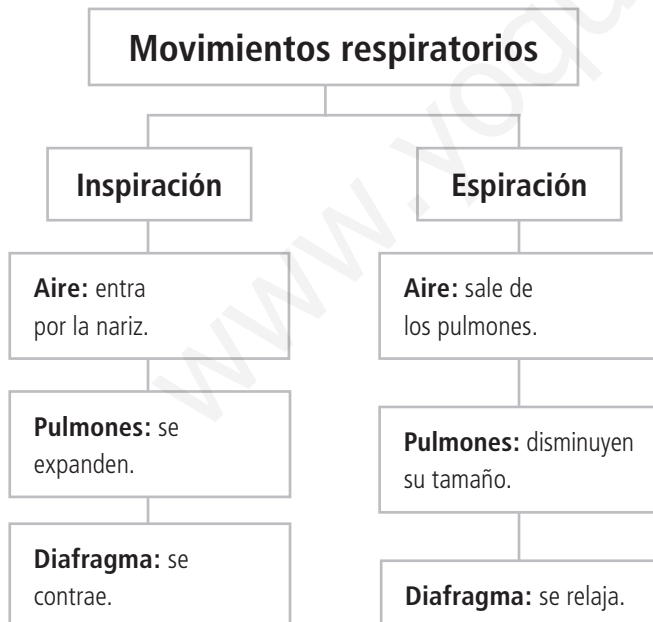 Movimientos respiratorios
Inspiración
Aire: entra
por la nariz.
Pulmones: se
expanden.
Diafragma: se
contrae.
Espiración
Aire: sale de
los pulmones.
Pulmones: disminuyen
su tamaño.
Diafragma: se relaja.